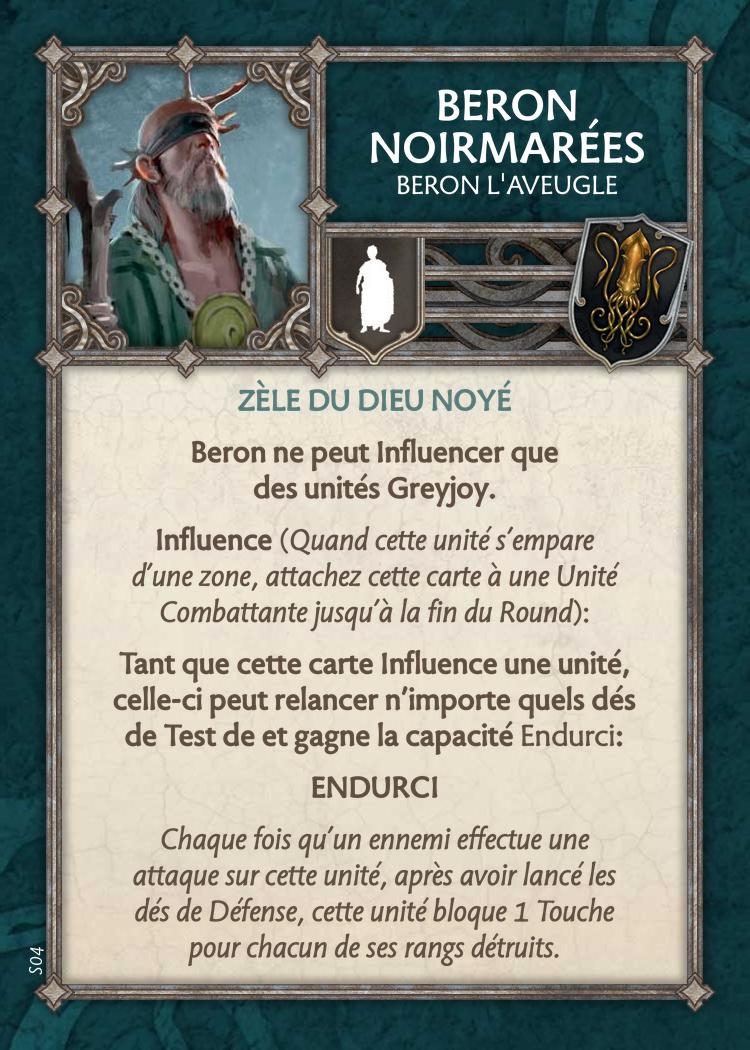 BERON
NOIRMARÉES
BERON L'AVEUGLE
ZÈLE DU DIEU NOYÉ
Beron ne peut Influencer que
des unités Greyjoy.
Influence (Quand cette unité s'empare
d'une zone, attachez cette carte à une Unité
Combattante jusqu'à la fin du Round):
Tant que cette carte Influence une unité,
celle-ci peut relancer n'importe quels dés
de Test de et gagne la capacité Endurci:
ENDURCI
Chaque fois qu'un ennemi effectue une
attaque sur cette unité, après avoir lancé les
dés de Défense, cette unité bloque 1 Touche
pour chacun de ses rangs détruits.
S04